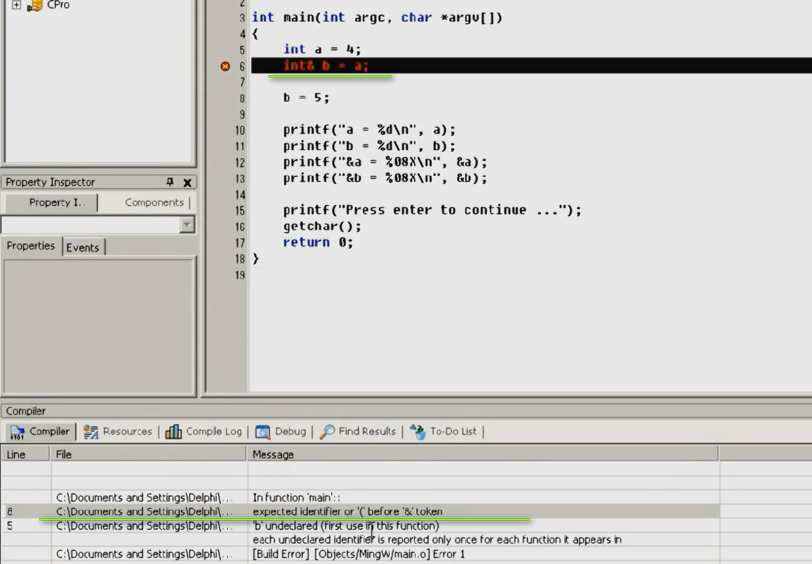 CPro
2
3 int main(int argc, char *argv[])
4 {
5 int a = 4;
6 int& b = a;
7
8 b = 5;
9
10 printf("a = %d\n", a);
11 printf("b = %d\n", b);
12 printf("&a = %08X\n", &a);
13 printf("&b = %08X\n", &b);
14
15 printf("Press enter to continue ...");
16 getchar();
17 return 0;
18 }
19
Property Inspector
Property I.. Components
Properties Events
Compiler
Compiler Resources Compile Log Debug Find Results To-Do List
Line File Message
C:\Documents and Settings\Delphi\... In function 'main'::
6 C:\Documents and Settings\Delphi\... expected identifier or '(' before '&' token
5 C:\Documents and Settings\Delphi\... 'b' undeclared (first use in this function)
each undeclared identifier is reported only once for each function it appears in
C:\Documents and Settings\Delphi\... [Build Error] [Objects/MingW/main.o] Error 1